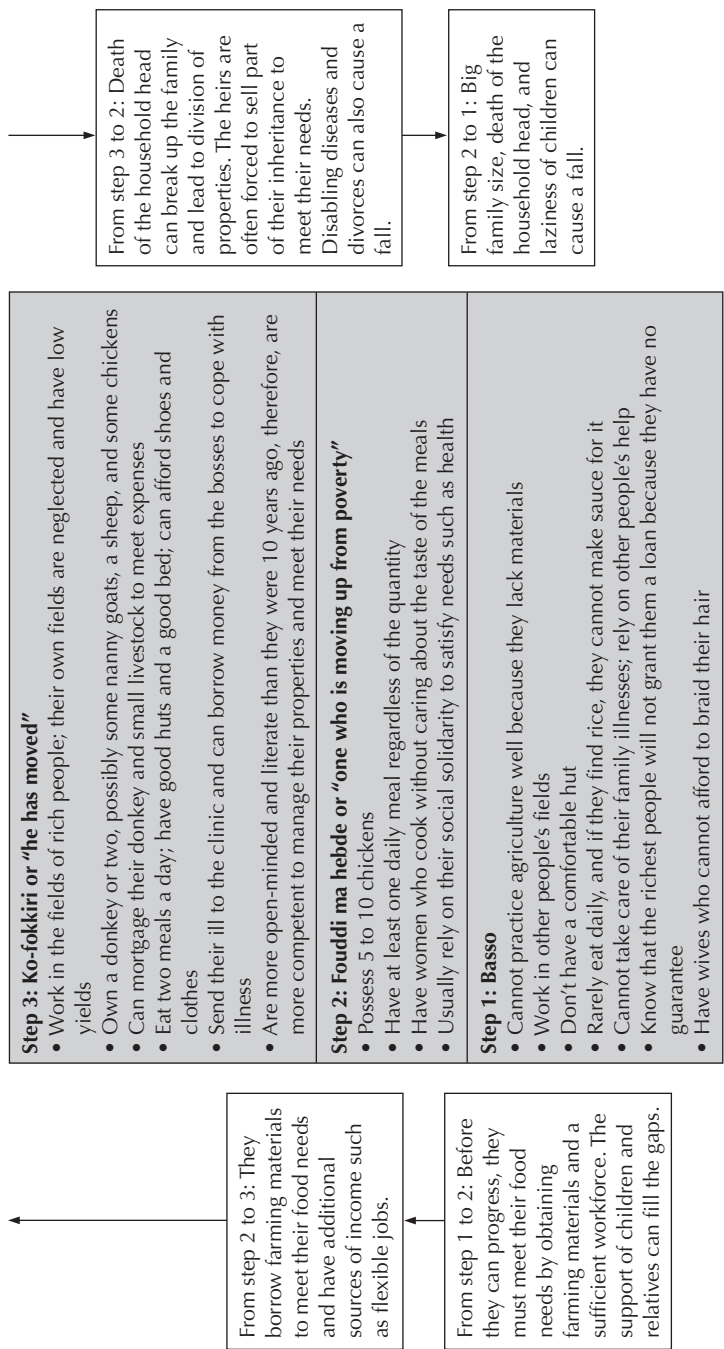 From step 2 to 3: They
borrow farming materials
to meet their food needs
and have additional
sources of income such
as flexible jobs.
From step 1 to 2: Before
they can progress, they
must meet their food
needs by obtaining
farming materials and a
sufficient workforce. The
support of children and
relatives can fill the gaps.
Step 3: Ko-fokkiri or "he has moved"
• Work in the fields of rich people; their own fields are neglected and have low
yields
• Own a donkey or two, possibly some nanny goats, a sheep, and some chickens
• Can mortgage their donkey and small livestock to meet expenses
• Eat two meals a day; have good huts and a good bed; can afford shoes and
clothes
• Send their ill to the clinic and can borrow money from the bosses to cope with
illness
• Are more open-minded and literate than they were 10 years ago, therefore, are
more competent to manage their properties and meet their needs
Step 2: Fouddi ma hebde or "one who is moving up from poverty"
• Possess 5 to 10 chickens
• Have at least one daily meal regardless of the quantity
• Have women who cook without caring about the taste of the meals
• Usually rely on their social solidarity to satisfy needs such as health
Step 1: Basso
• Cannot practice agriculture well because they lack materials
• Work in other people's fields
• Don't have a comfortable hut
• Rarely eat daily, and if they find rice, they cannot make sauce for it
• Cannot take care of their family illnesses; rely on other people's help
• Know that the richest people will not grant them a loan because they have no
guarantee
• Have wives who cannot afford to braid their hair
From step 3 to 2: Death
of the household head
can break up the family
and lead to division of
properties. The heirs are
often forced to sell part
of their inheritance to
meet their needs.
Disabling diseases and
divorces can also cause a
fall.
From step 2 to 1: Big
family size, death of the
household head, and
laziness of children can
cause a fall.